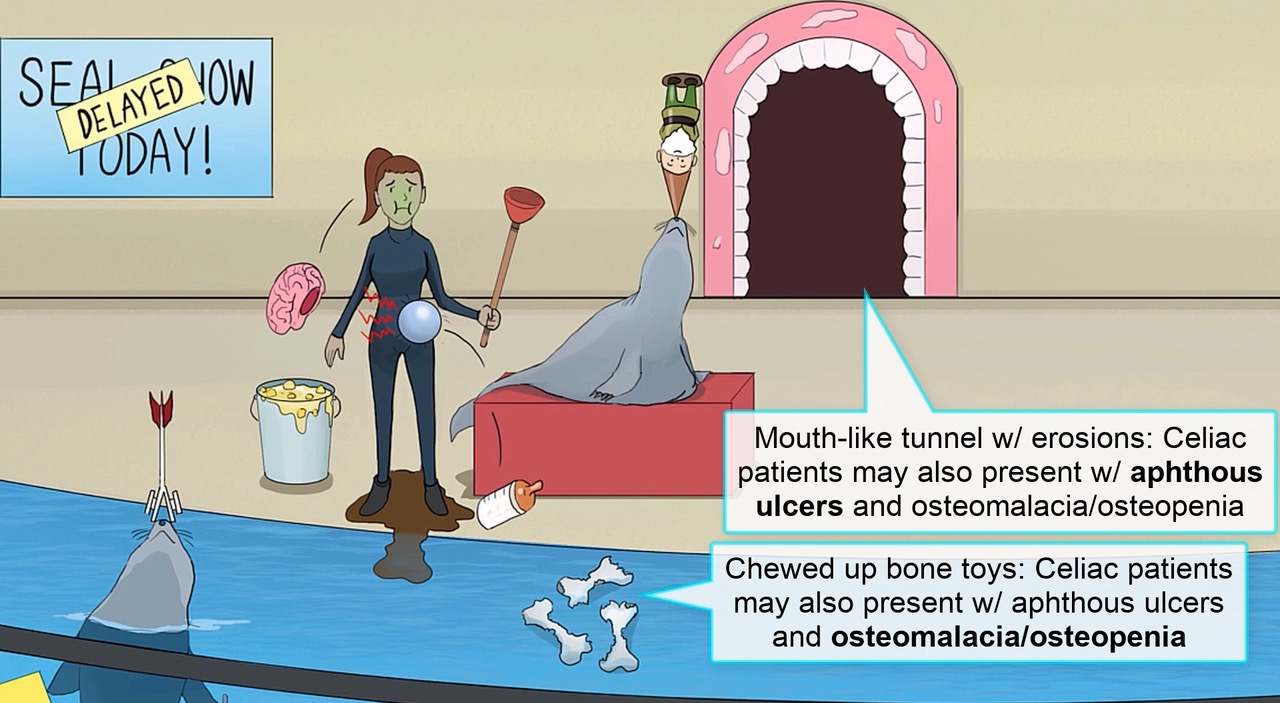 SEAL SHOW
DELAYED
TODAY!
Mouth-like tunnel w/ erosions: Celiac
patients may also present w/ aphthous
ulcers and osteomalacia/osteopenia
Chewed up bone toys: Celiac patients
may also present w/ aphthous ulcers
and osteomalacia/osteopenia